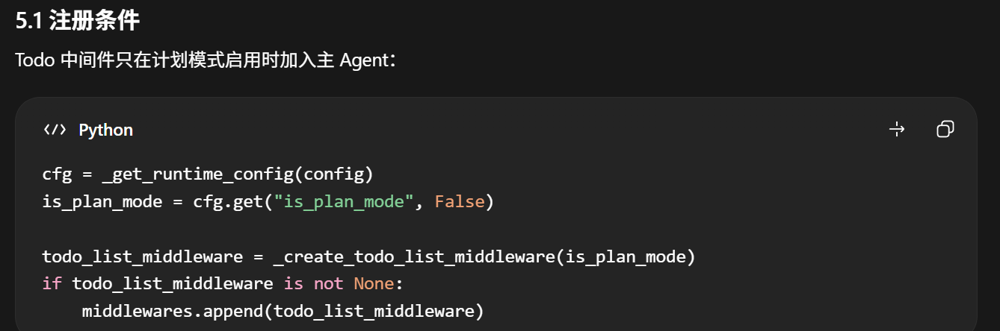 5.1 注册条件
Todo 中间件只在计划模式启用时加入主 Agent：
</> Python
cfg = _get_runtime_config(config)
is_plan_mode = cfg.get("is_plan_mode", False)
todo_list_middleware = _create_todo_list_middleware(is_plan_mode)
if todo_list_middleware is not None:
    middlewares.append(todo_list_middleware)